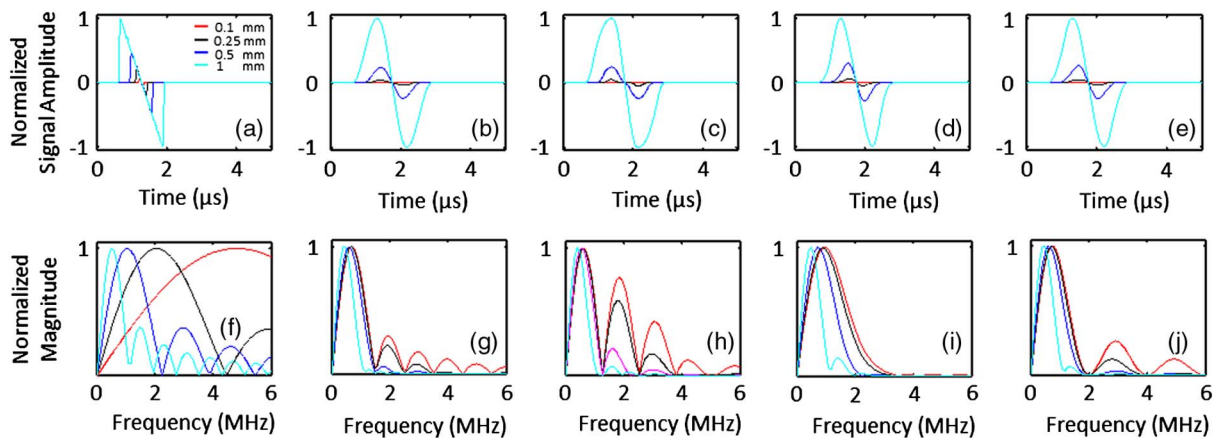 Normalized
Signal Amplitude
1
0
-1
0 2 4
Time (μs)
0.1 mm
0.25 mm
0.5 mm
1 mm
(a)
1
0
-1
0 2 4
Time (μs)
(b)
1
0
-1
0 2 4
Time (μs)
(c)
1
0
-1
0 2 4
Time (μs)
(d)
1
0
-1
0 2 4
Time (μs)
(e)
Normalized
Magnitude
1
0 2 4 6
Frequency (MHz)
(f)
1
0 2 4 6
Frequency (MHz)
(g)
1
0 2 4 6
Frequency (MHz)
(h)
1
0 2 4 6
Frequency (MHz)
(i)
1
0 2 4 6
Frequency (MHz)
(j)